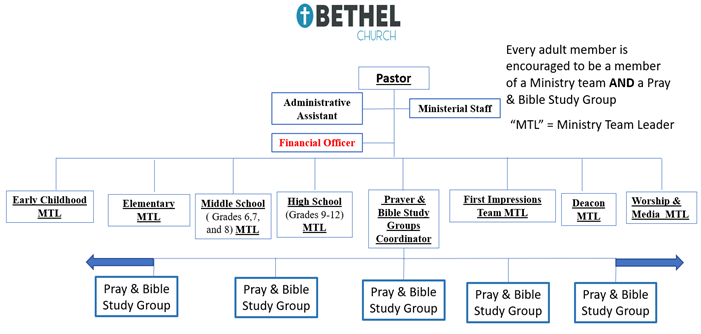 BETHEL
CHURCH
Every adult member is
encouraged to be a member
of a Ministry team AND a Pray
& Bible Study Group
"MTL" = Ministry Team Leader
Pastor
Administrative
Assistant
Ministerial Staff
Financial Officer
Early Childhood
MTL
Elementary
MTL
Middle School
( Grades 6,7,
and 8) MTL
High School
(Grades 9-12)
MTL
Prayer &
Bible Study
Groups
Coordinator
First Impressions
Team MTL
Deacon
MTL
Worship &
Media MTL
Pray & Bible
Study Group
Pray & Bible
Study Group
Pray & Bible
Study Group
Pray & Bible
Study Group
Pray & Bible
Study Group